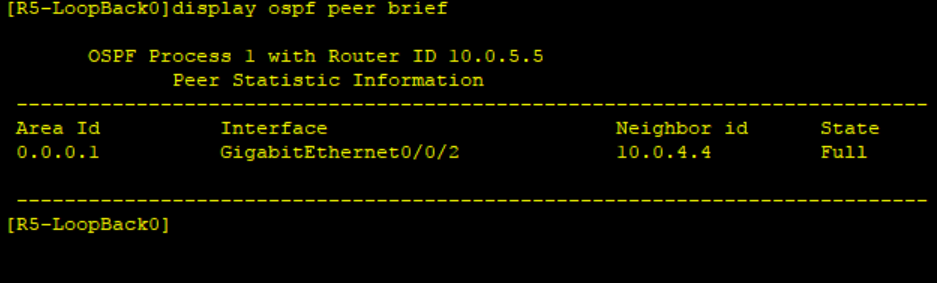 [R5-LoopBack0]display ospf peer brief
OSPF Process 1 with Router ID 10.0.5.5
Peer Statistic Information
----------------------------------------------------------------------------
Area Id Interface Neighbor id State
0.0.0.1 GigabitEthernet0/0/2 10.0.4.4 Full
----------------------------------------------------------------------------
[R5-LoopBack0]